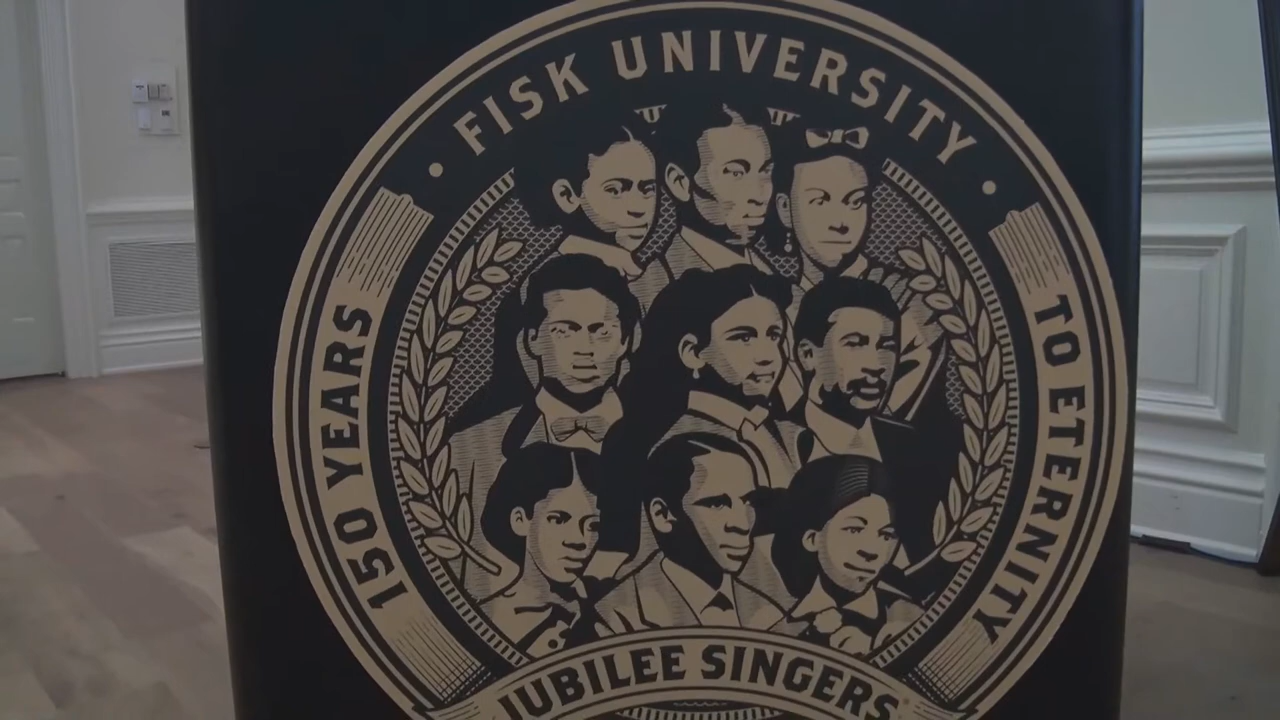 • FISK UNIVERSITY •
150 YEARS
TO ETERNITY
JUBILEE SINGERS